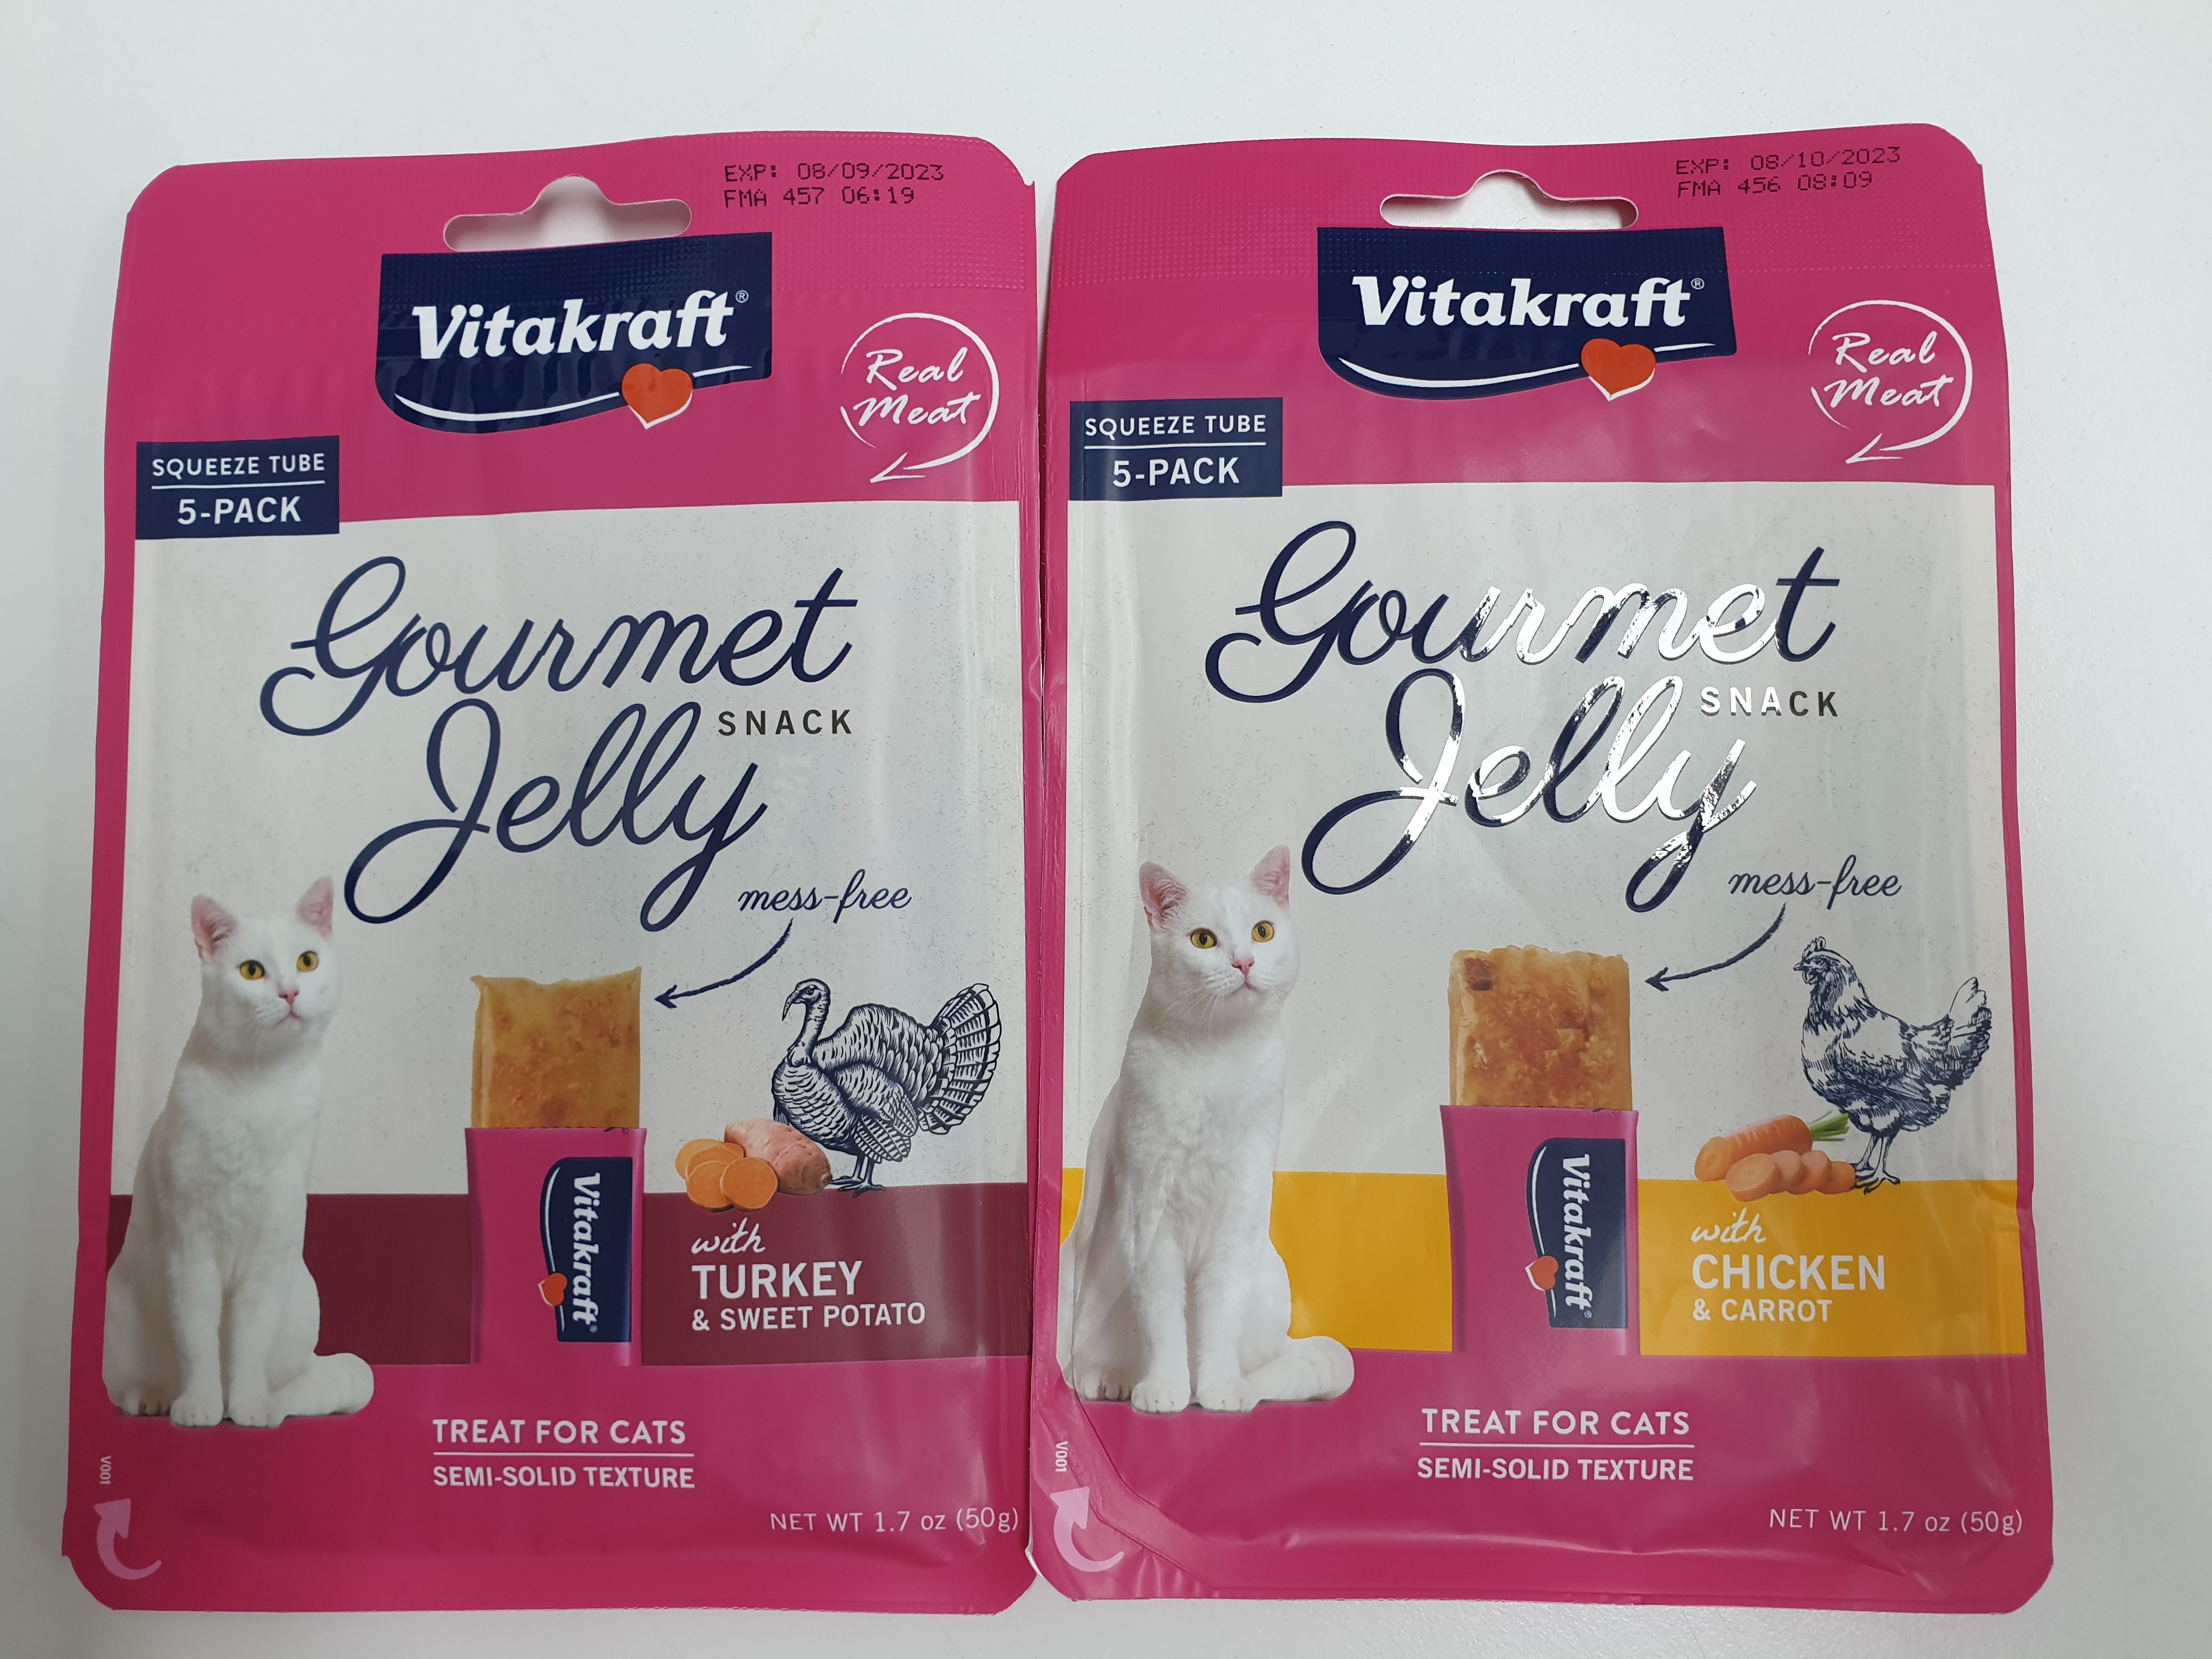 EXP: 08/09/2023
FMA 457 06:19
Vitakraft®
Real
Meat
SQUEEZE TUBE
5-PACK
Gourmet
SNACK
Jelly
mess-free
Vitakraft®
with
TURKEY
& SWEET POTATO
TREAT FOR CATS
SEMI-SOLID TEXTURE
V001
NET WT 1.7 oz (50g)
EXP: 08/10/2023
FMA 456 08:09
Vitakraft®
Real
Meat
SQUEEZE TUBE
5-PACK
Gourmet
SNACK
Jelly
mess-free
Vitakraft®
with
CHICKEN
& CARROT
TREAT FOR CATS
SEMI-SOLID TEXTURE
V001
NET WT 1.7 oz (50g)